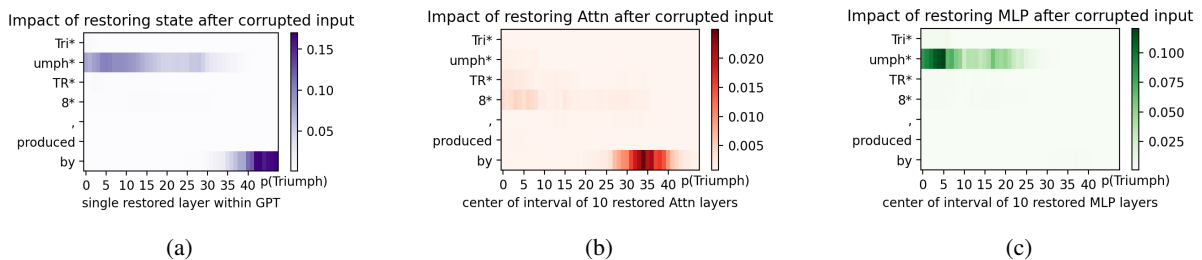 Impact of restoring state after corrupted input
Tri*
umph*
TR*
8*
,
produced
by
0 5 10 15 20 25 30 35 40
single restored layer within GPT
0.15
0.10
0.05
p(Triumph)
(a)
Impact of restoring Attn after corrupted input
Tri*
umph*
TR*
8*
,
produced
by
0 5 10 15 20 25 30 35 40
center of interval of 10 restored Attn layers
0.020
0.015
0.010
0.005
p(Triumph)
(b)
Impact of restoring MLP after corrupted input
Tri*
umph*
TR*
8*
,
produced
by
0 5 10 15 20 25 30 35 40
center of interval of 10 restored MLP layers
0.100
0.075
0.050
0.025
p(Triumph)
(c)